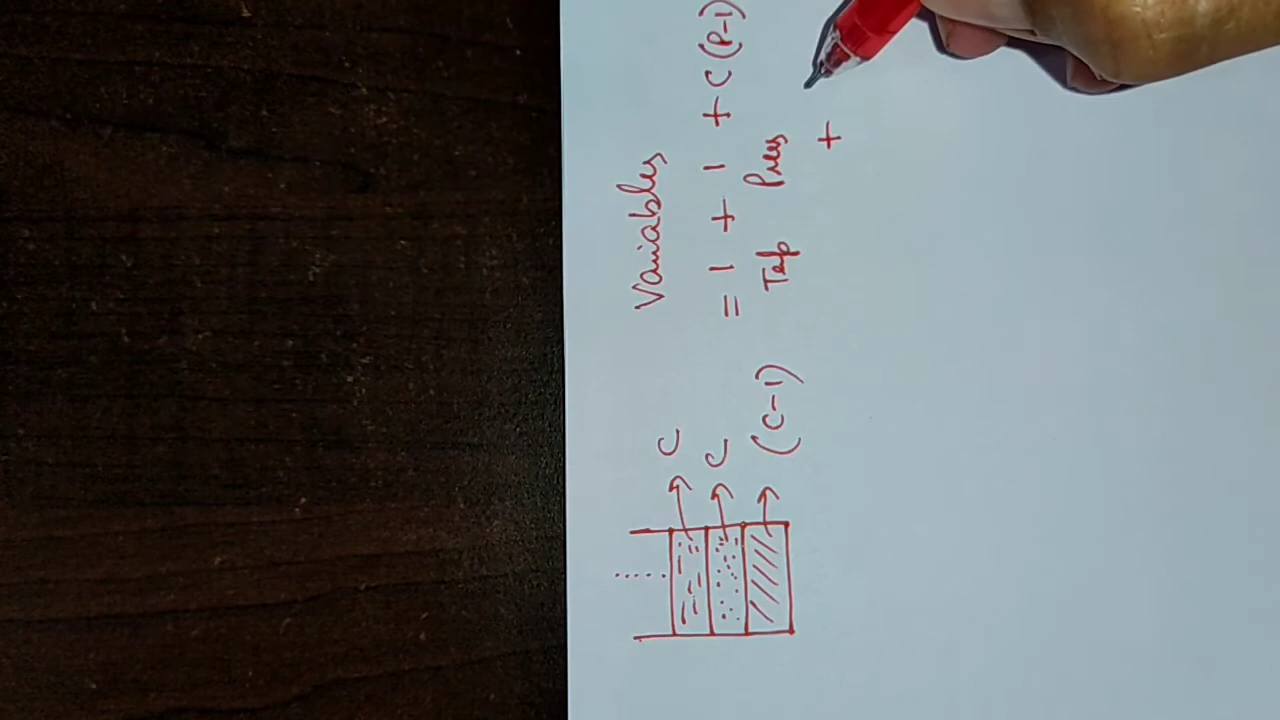 Variables
= 1 + 1 + C (P-1)
Temp Pres
+
C
C
(C-1)